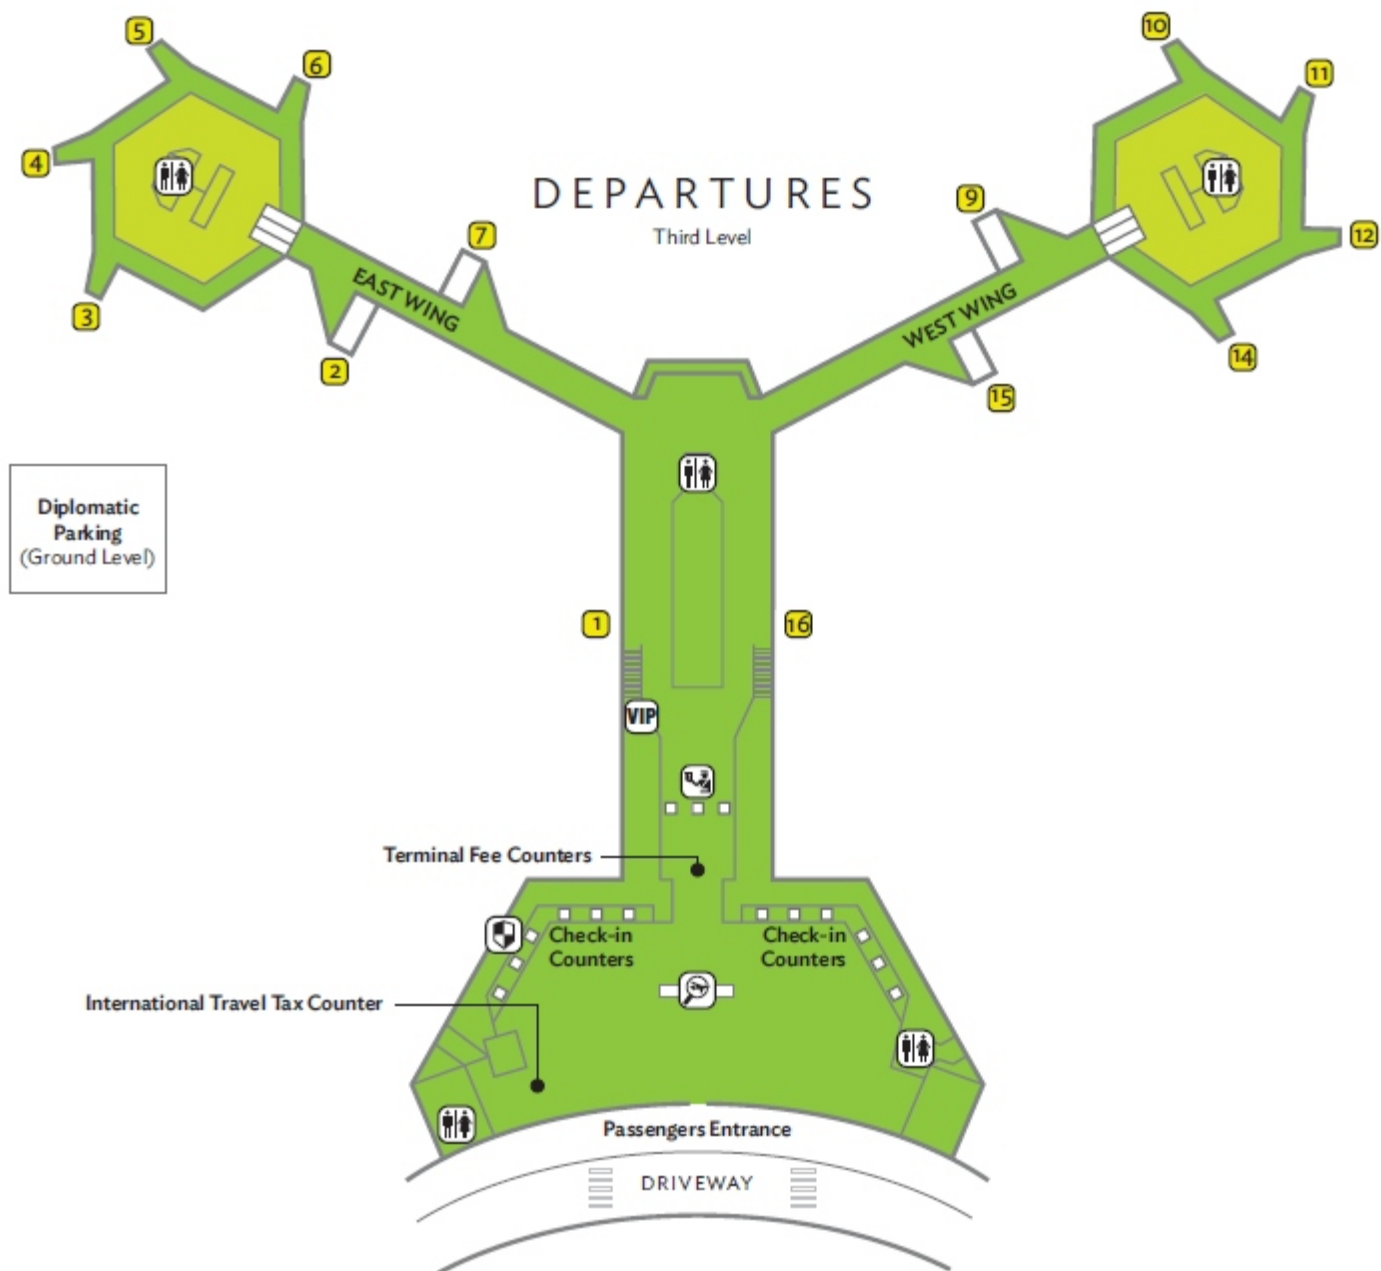 5
10
6
11
4
DEPARTURES
Third Level
9
7
12
EAST WING
WEST WING
3
2
14
15
Diplomatic
Parking
(Ground Level)
1
16
VIP
Terminal Fee Counters
Check-in
Counters
Check-in
Counters
International Travel Tax Counter
Passengers Entrance
DRIVEWAY